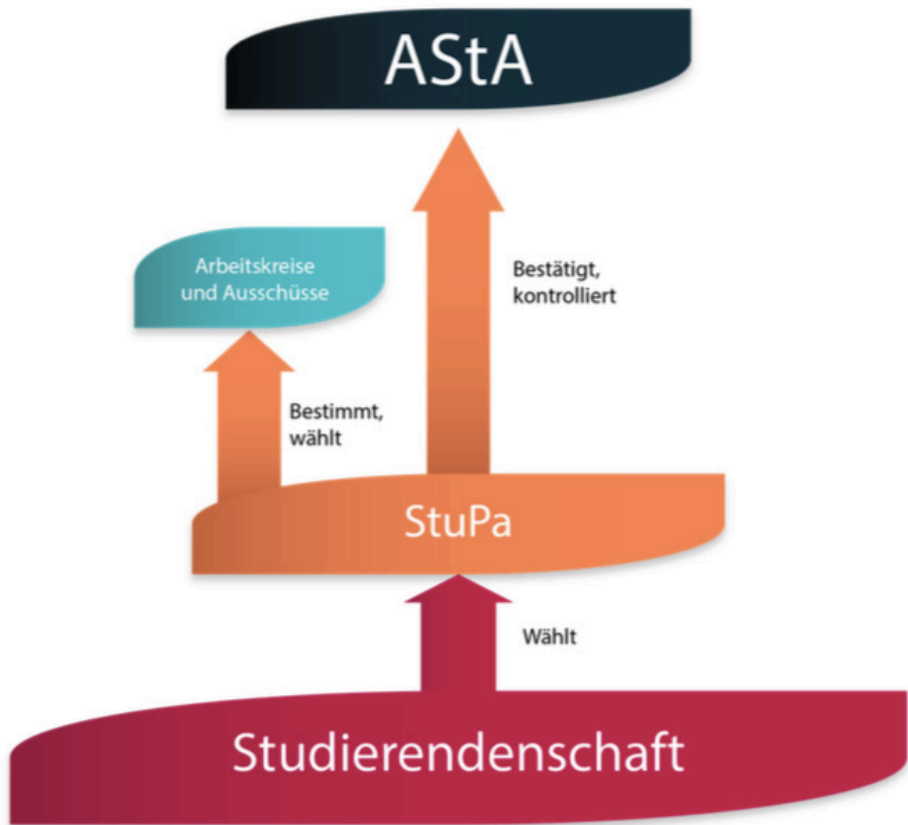 AStA
Arbeitskreise
und Ausschüsse
Bestätigt,
kontrolliert
Bestimmt,
wählt
StuPa
Wählt
Studierendenschaft